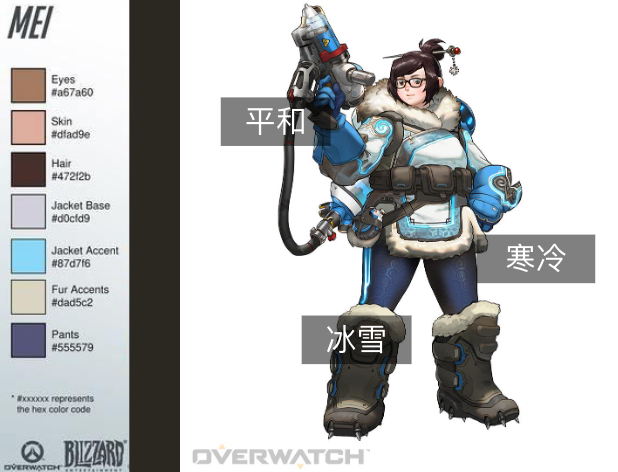 MEI
Eyes
#a67a60
Skin
#dfad9e
Hair
#472f2b
Jacket Base
#d0cfd9
Jacket Accent
#87d7f6
Fur Accents
#dad5c2
Pants
#555579
* #xxxxxx represents
the hex color code
OVERWATCH
BLIZZARD
ENTERTAINMENT
平和
寒冷
冰雪
OVERWATCH